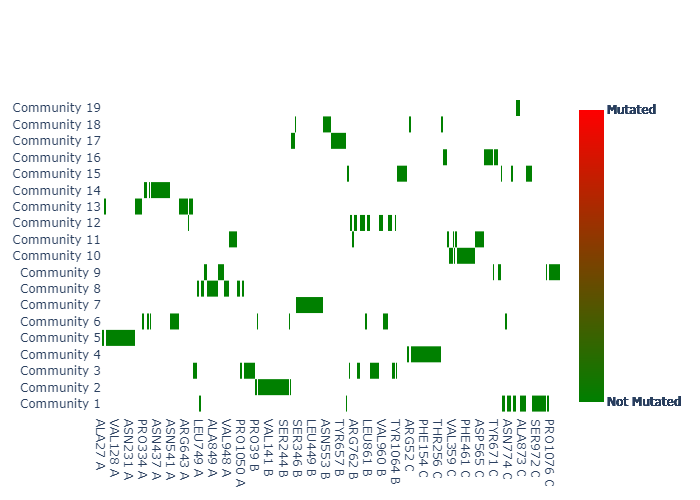 Community 19
Community 18
Community 17
Community 16
Community 15
Community 14
Community 13
Community 12
Community 11
Community 10
Community 9
Community 8
Community 7
Community 6
Community 5
Community 4
Community 3
Community 2
Community 1
ALA27 A
VAL128 A
ASN231 A
PRO334 A
ASN437 A
ASN541 A
ARG643 A
LEU749 A
ALA849 A
VAL948 A
PRO1050 A
PRO39 B
VAL141 B
SER244 B
SER346 B
LEU449 B
ASN553 B
TYR657 B
ARG762 B
LEU861 B
VAL960 B
TYR1064 B
ARG52 C
PHE154 C
THR256 C
VAL359 C
PHE461 C
ASP565 C
TYR671 C
ASN774 C
ALA873 C
SER972 C
PRO1076 C
Mutated
Not Mutated